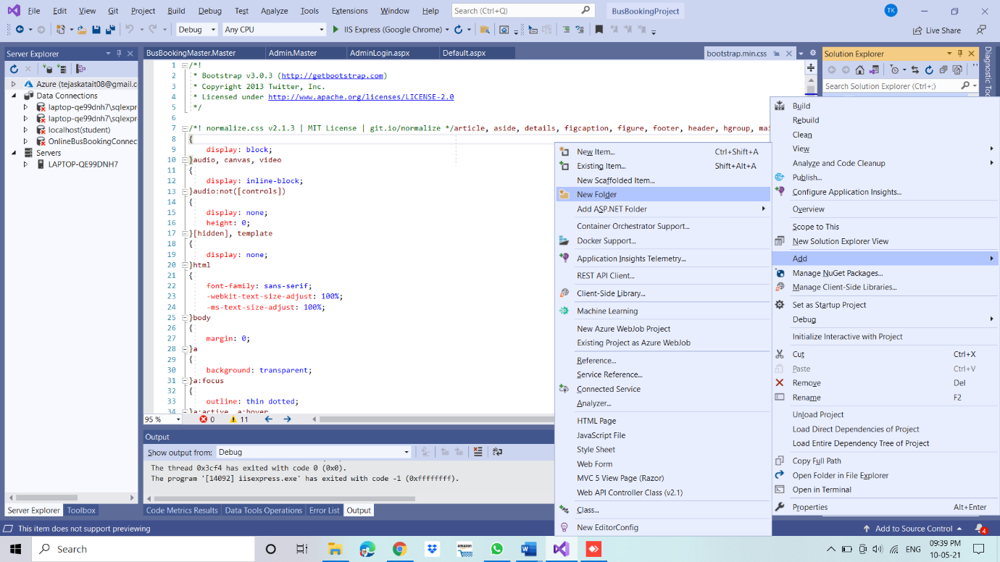 File Edit View Git Project Build Debug Test Analyze Tools Extensions Window Help Search (Ctrl+Q) BusBookingProject TK
Debug Any CPU IIS Express (Google Chrome) Live Share
Server Explorer
Azure (tejaskatait08@gmail.c
Data Connections
laptop-qe99dnh7\sqlexpr
laptop-qe99dnh7\sqlexpr
localhost(student)
OnlineBusBookingConnec
Servers
LAPTOP-QE99DNH7
Server Explorer Toolbox
BusBookingMaster.Master Admin.Master AdminLogin.aspx Default.aspx bootstrap.min.css
1 /*!
2 * Bootstrap v3.0.3 (http://getbootstrap.com)
3 * Copyright 2013 Twitter, Inc.
4 * Licensed under http://www.apache.org/licenses/LICENSE-2.0
5 */
6
7 /*! normalize.css v2.1.3 | MIT License | git.io/normalize */article, aside, details, figcaption, figure, footer, header, hgroup, mai
8 {
9 display: block;
10 }audio, canvas, video
11 {
12 display: inline-block;
13 }audio:not([controls])
14 {
15 display: none;
16 height: 0;
17 }[hidden], template
18 {
19 display: none;
20 }html
21 {
22 font-family: sans-serif;
23 -webkit-text-size-adjust: 100%;
24 -ms-text-size-adjust: 100%;
25 }body
26 {
27 margin: 0;
28 }a
29 {
30 background: transparent;
31 }a:focus
32 {
33 outline: thin dotted;
34 }a:active, a:hover
95 % 0 11
Output
Show output from: Debug
The thread 0x3cf4 has exited with code 0 (0x0).
The program '[14092] iisexpress.exe' has exited with code -1 (0xffffffff).
Code Metrics Results Data Tools Operations Error List Output
New Item... Ctrl+Shift+A
Existing Item... Shift+Alt+A
New Scaffolded Item...
New Folder
Add ASP.NET Folder
Container Orchestrator Support...
Docker Support...
Application Insights Telemetry...
REST API Client...
Client-Side Library...
Machine Learning
New Azure WebJob Project
Existing Project as Azure WebJob
Reference...
Service Reference...
Connected Service
Analyzer...
HTML Page
JavaScript File
Style Sheet
Web Form
MVC 5 View Page (Razor)
Web API Controller Class (v2.1)
Class...
New EditorConfig
Solution Explorer
Search Solution Explorer (Ctrl+;)
Diagnostic Too
Build
Rebuild
Clean
View
Analyze and Code Cleanup
Publish...
Configure Application Insights...
Overview
Scope to This
New Solution Explorer View
Add
Manage NuGet Packages...
Manage Client-Side Libraries...
Set as Startup Project
Debug
Initialize Interactive with Project
Cut Ctrl+X
Paste Ctrl+V
Remove Del
Rename F2
Unload Project
Load Direct Dependencies of Project
Load Entire Dependency Tree of Project
Copy Full Path
Open Folder in File Explorer
Open in Terminal
Properties Alt+Enter
This item does not support previewing Add to Source Control 4
Search amazon ENG 09:39 PM
10-05-21